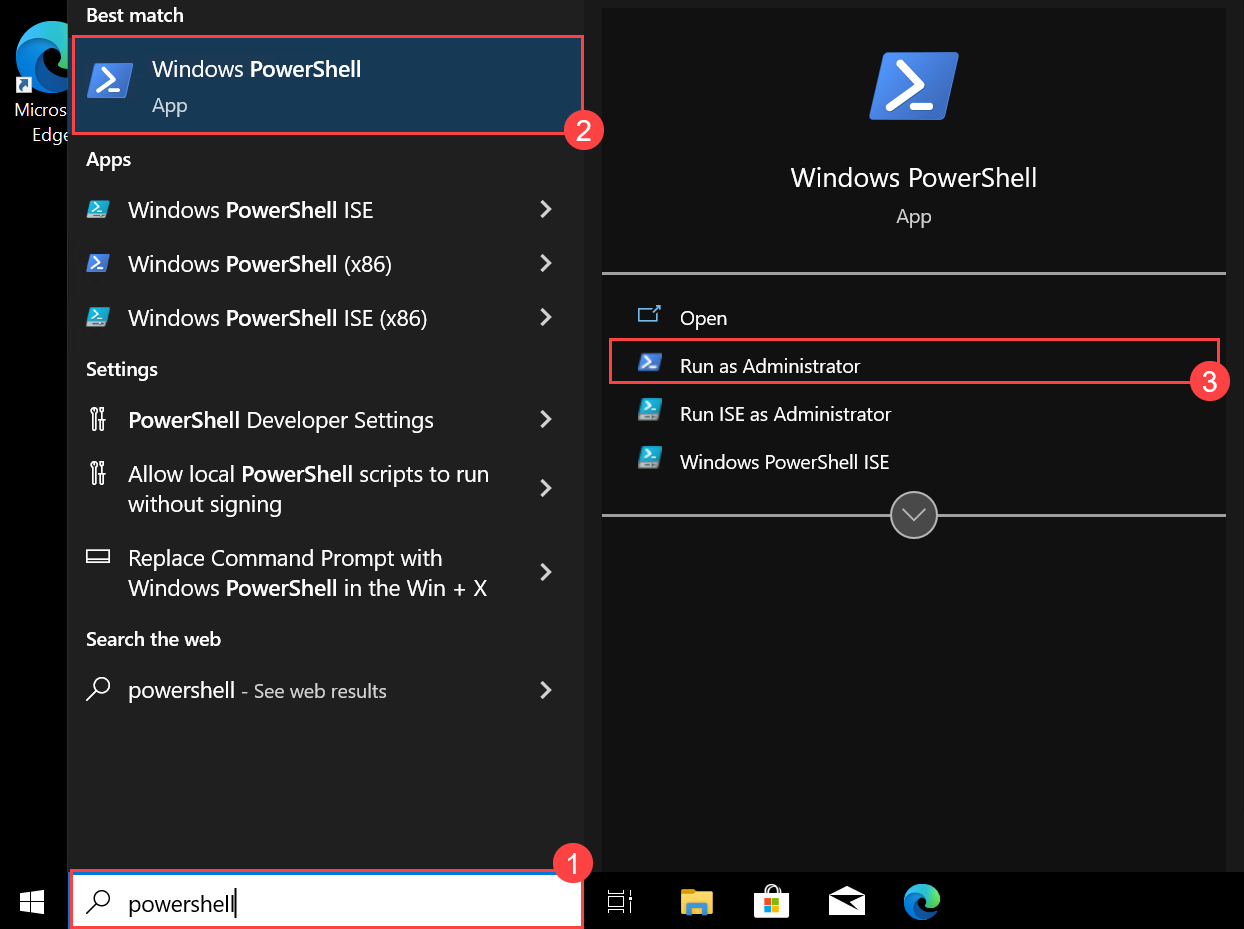 Best match
Windows PowerShell
App
2
Apps
Windows PowerShell ISE
Windows PowerShell (x86)
Windows PowerShell ISE (x86)
Settings
PowerShell Developer Settings
Allow local PowerShell scripts to run
without signing
Replace Command Prompt with
Windows PowerShell in the Win + X
Search the web
powershell - See web results
1
powershell
Micros
Edge
Windows PowerShell
App
Open
Run as Administrator
3
Run ISE as Administrator
Windows PowerShell ISE